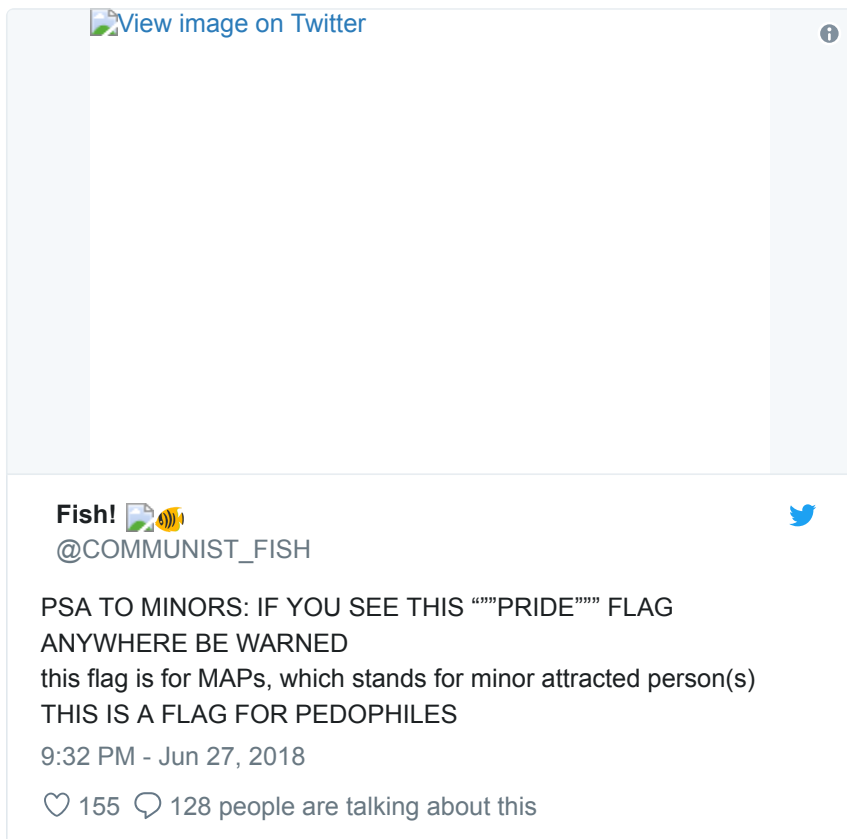 View image on Twitter
Fish! 🐠
@COMMUNIST_FISH
PSA TO MINORS: IF YOU SEE THIS “””PRIDE””” FLAG
ANYWHERE BE WARNED
this flag is for MAPs, which stands for minor attracted person(s)
THIS IS A FLAG FOR PEDOPHILES
9:32 PM - Jun 27, 2018
155 128 people are talking about this